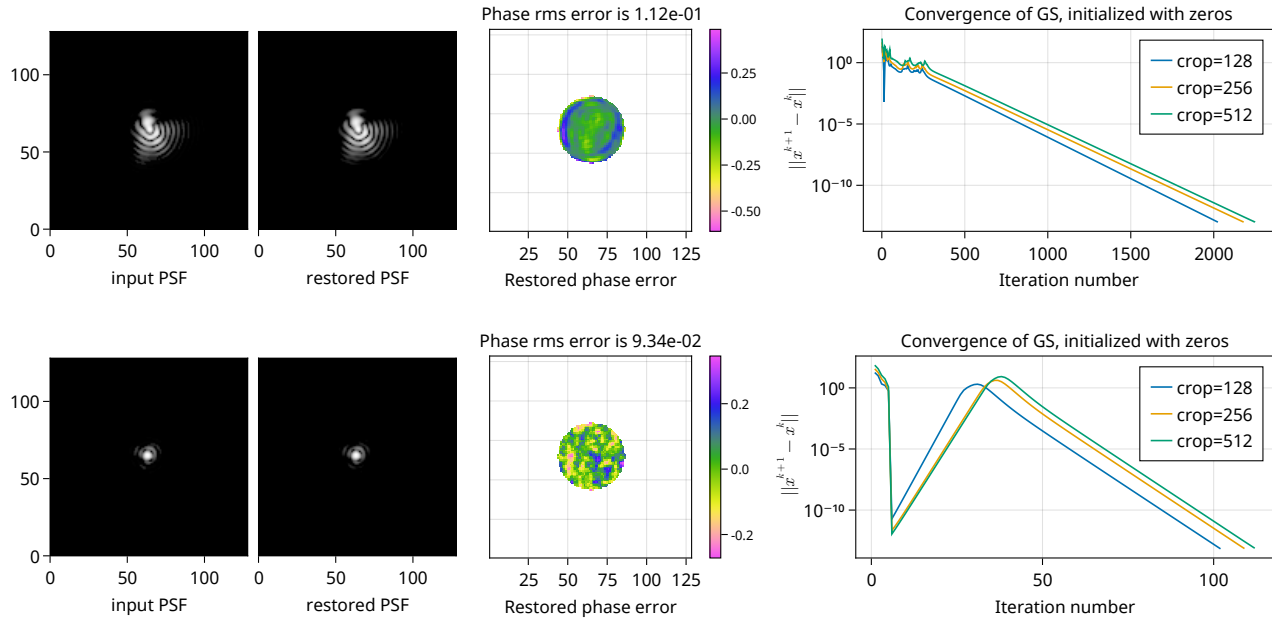 Phase rms error is 1.12e-01
Convergence of GS, initialized with zeros
100
50
0
0
50
100
input PSF
0
50
100
restored PSF
25
50
75
100
125
Restored phase error
0.25
0.00
-0.25
-0.50
||x^{k+1} − x^k||
10⁰
10⁻⁵
10⁻¹⁰
crop=128
crop=256
crop=512
0
500
1000
1500
2000
Iteration number
Phase rms error is 9.34e-02
Convergence of GS, initialized with zeros
100
50
0
0
50
100
input PSF
0
50
100
restored PSF
25
50
75
100
125
Restored phase error
0.2
0.0
-0.2
||x^{k+1} − x^k||
10⁰
10⁻⁵
10⁻¹⁰
crop=128
crop=256
crop=512
0
50
100
Iteration number